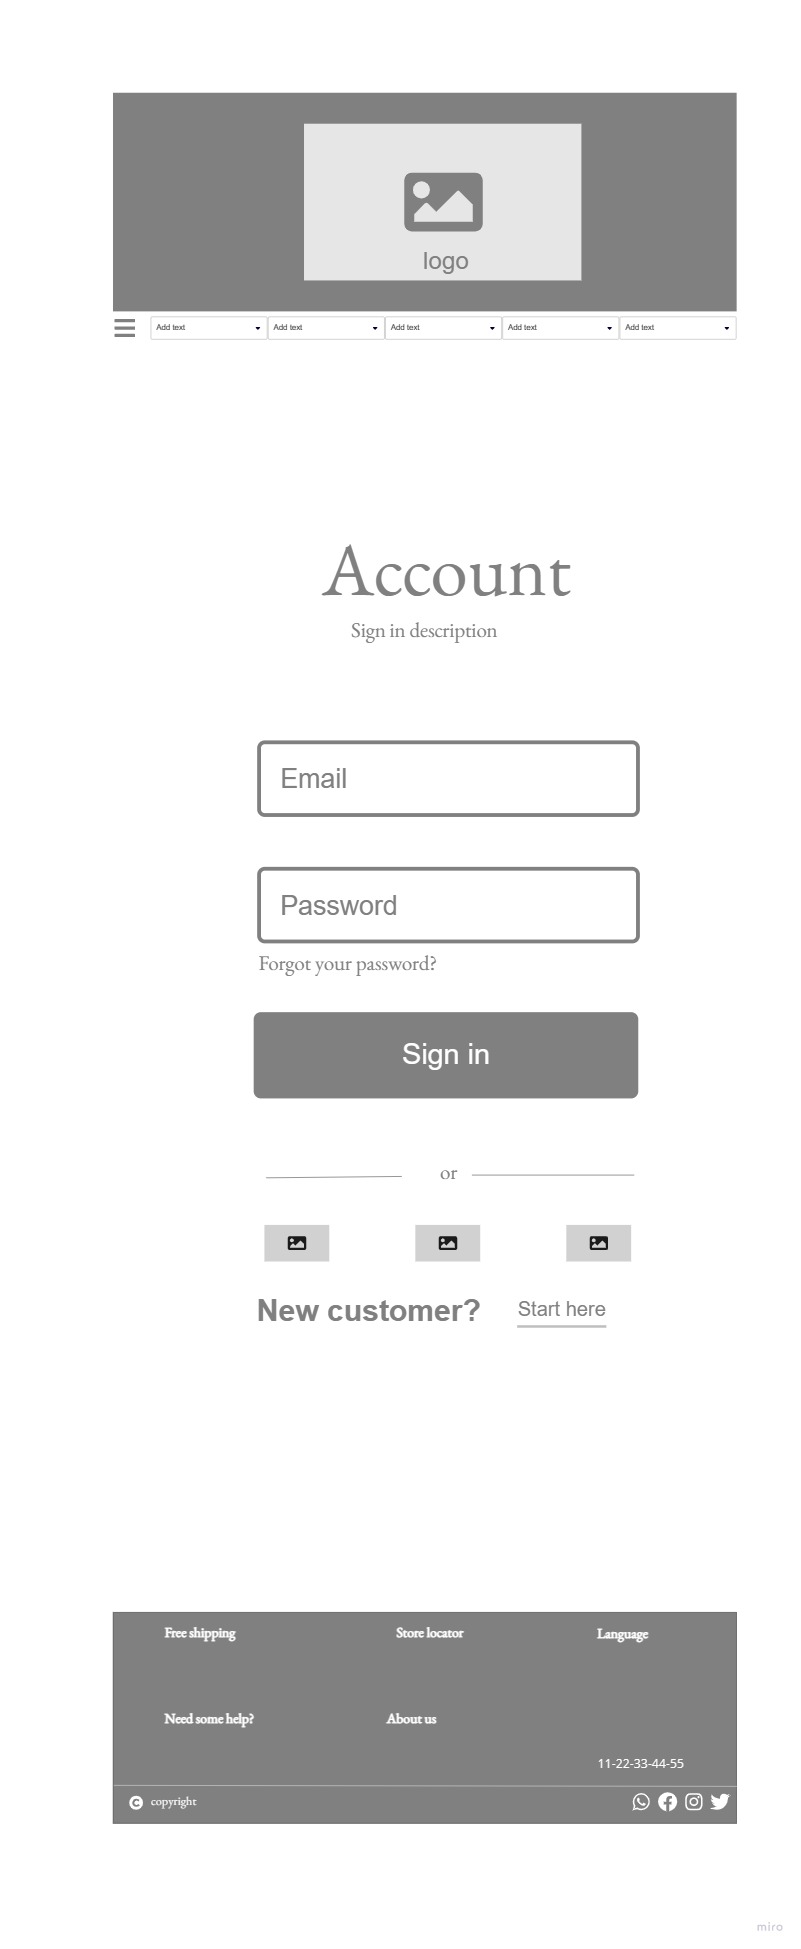 logo
Add text Add text Add text Add text Add text
Account
Sign in description
Email
Password
Forgot your password?
Sign in
or
New customer? Start here
Free shipping Store locator Language
Need some help? About us
11-22-33-44-55
copyright
miro